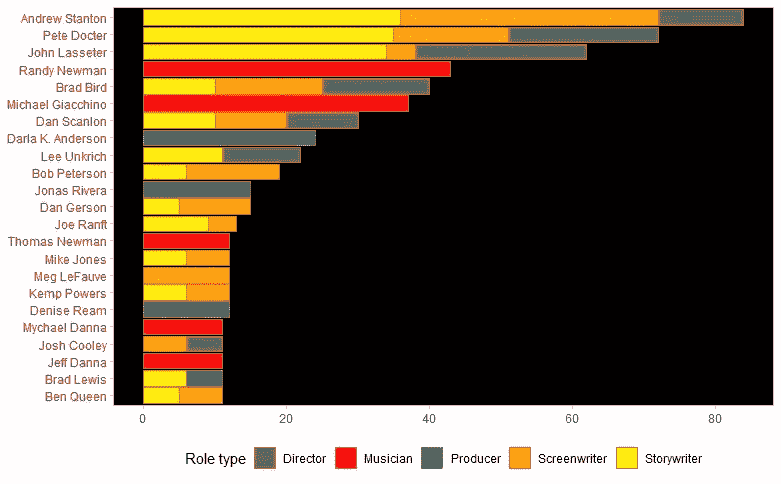 Andrew Stanton
Pete Docter
John Lasseter
Randy Newman
Brad Bird
Michael Giacchino
Dan Scanlon
Darla K. Anderson
Lee Unkrich
Bob Peterson
Jonas Rivera
Dan Gerson
Joe Ranft
Thomas Newman
Mike Jones
Meg LeFauve
Kemp Powers
Denise Ream
Mychael Danna
Josh Cooley
Jeff Danna
Brad Lewis
Ben Queen
0 20 40 60 80
Role type Director Musician Producer Screenwriter Storywriter